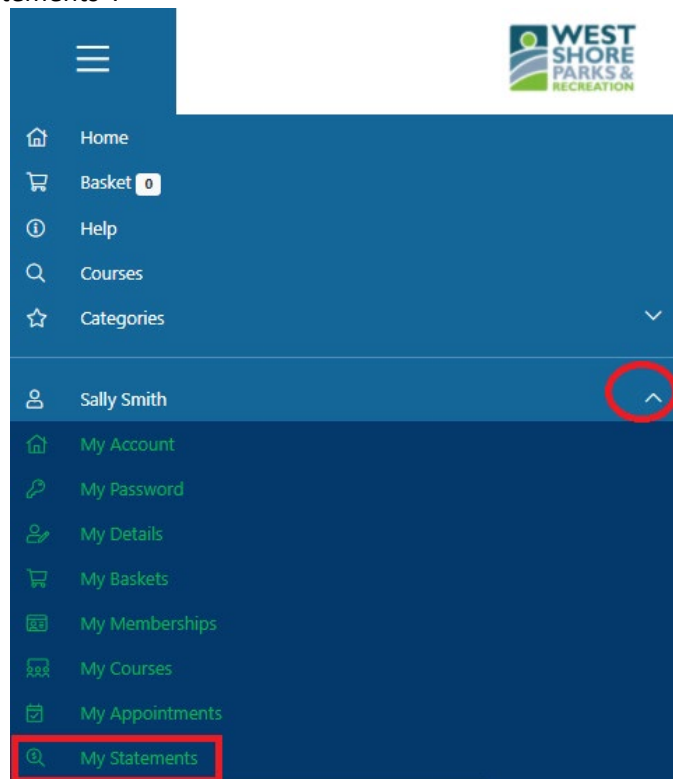 WEST
SHORE
PARKS &
RECREATION
Home
Basket 0
Help
Courses
Categories
Sally Smith
My Account
My Password
My Details
My Baskets
My Memberships
My Courses
My Appointments
My Statements